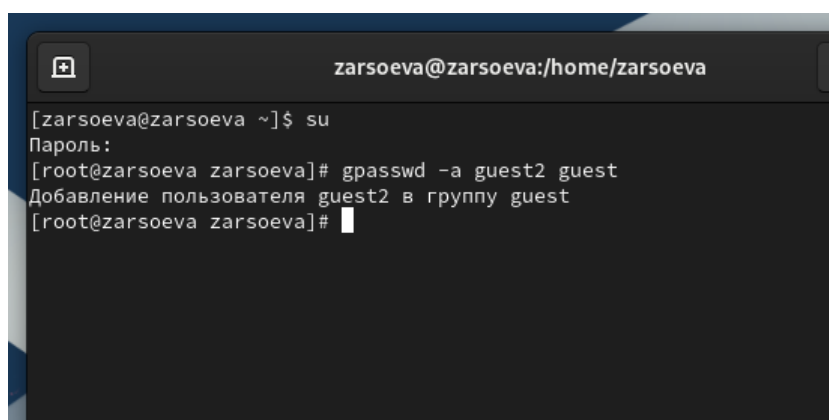 zarsoeva@zarsoeva:/home/zarsoeva
[zarsoeva@zarsoeva ~]$ su
Пароль:
[root@zarsoeva zarsoeva]# gpasswd -a guest2 guest
Добавление пользователя guest2 в группу guest
[root@zarsoeva zarsoeva]#